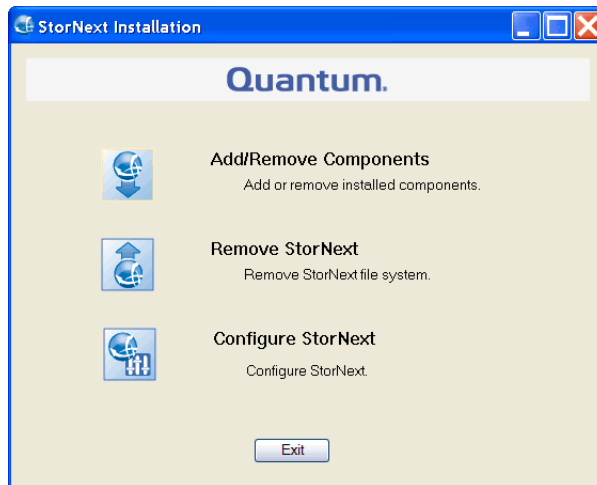 StorNext Installation
Quantum.
Add/Remove Components
Add or remove installed components.
Remove StorNext
Remove StorNext file system.
Configure StorNext
Configure StorNext.
Exit